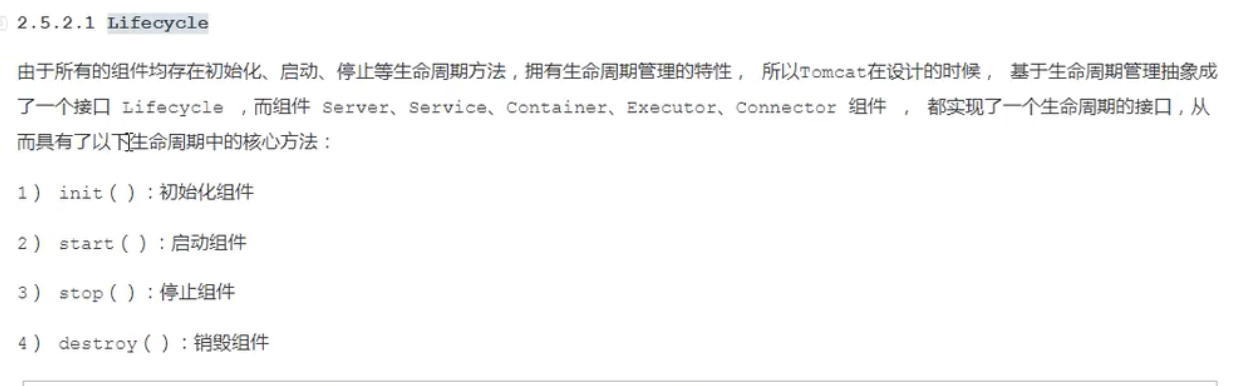 2.5.2.1 Lifecycle
由于所有的组件均存在初始化、启动、停止等生命周期方法，拥有生命周期管理的特性， 所以Tomcat在设计的时候， 基于生命周期管理抽象成
了一个接口 Lifecycle ，而组件 Server、Service、Container、Executor、Connector 组件 ， 都实现了一个生命周期的接口，从
而具有了以下生命周期中的核心方法：
1） init（）：初始化组件
2） start（）：启动组件
3） stop（）：停止组件
4） destroy（）：销毁组件